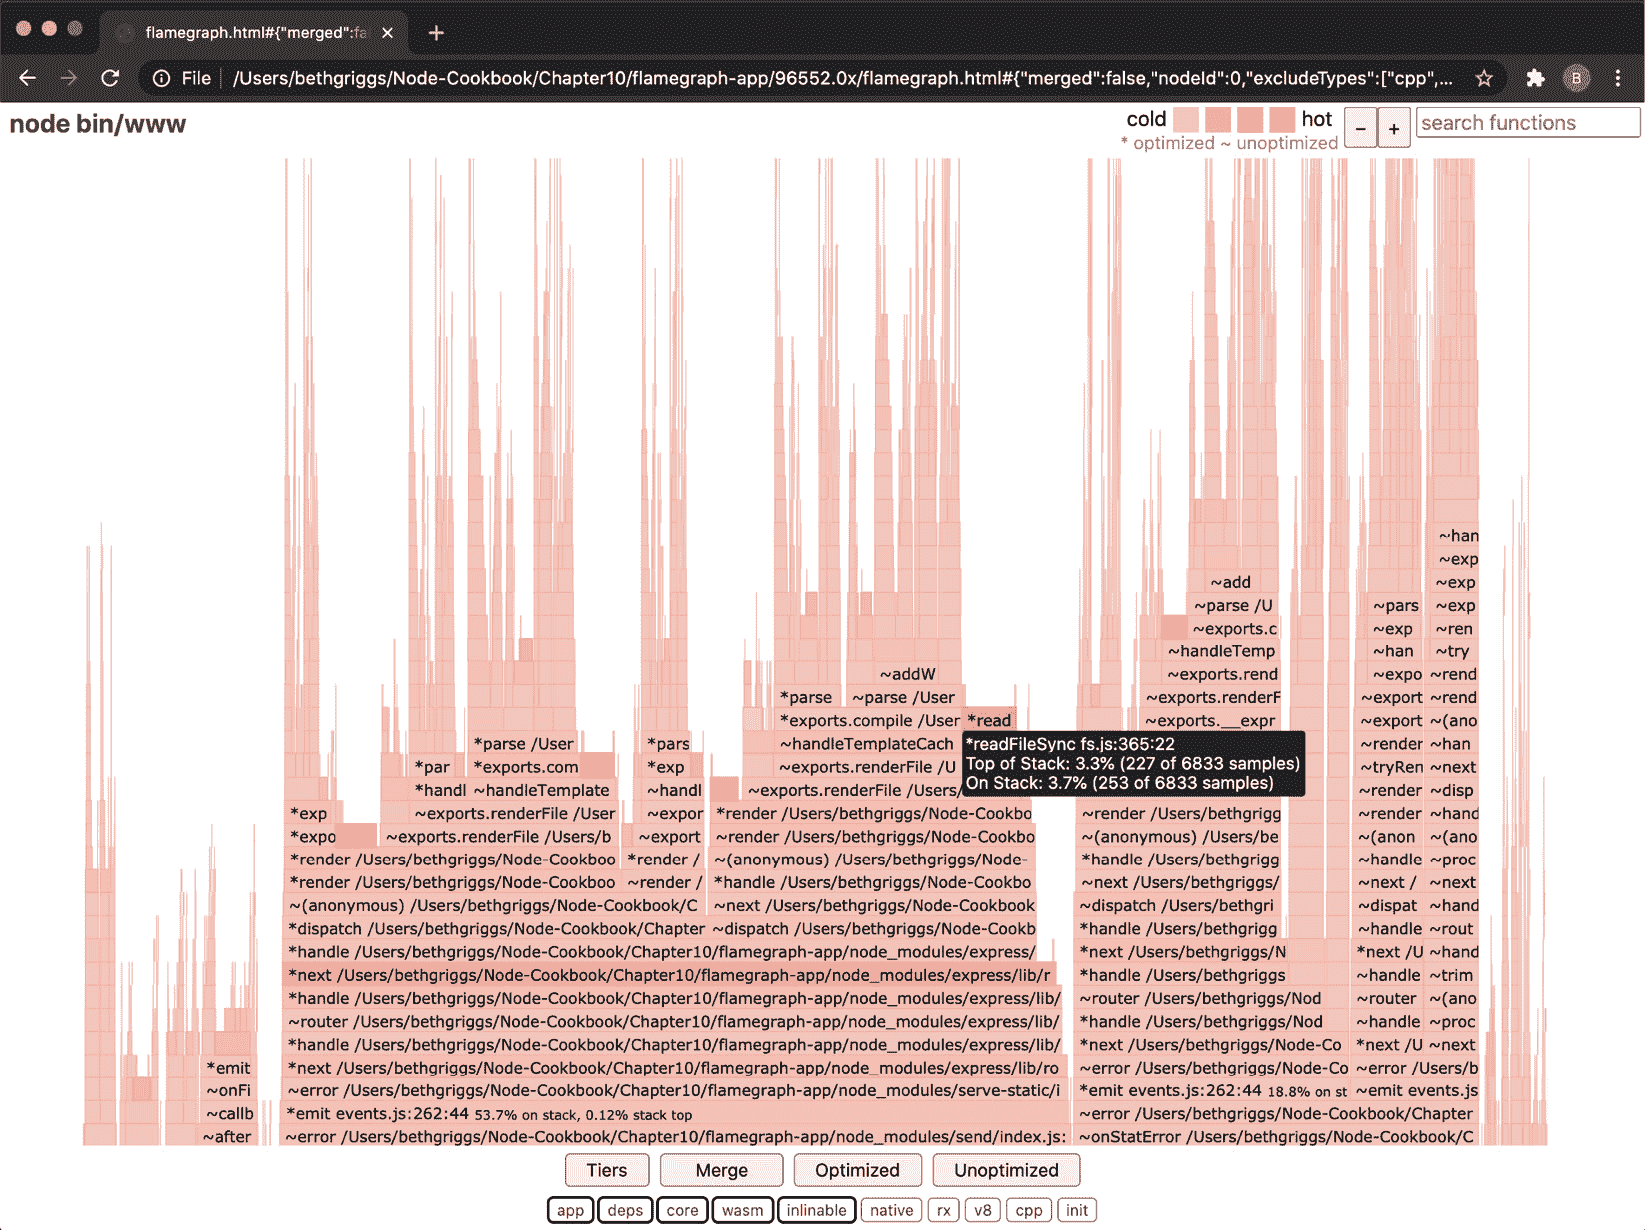 flamegraph.html#{"merged":fa
File /Users/bethgriggs/Node-Cookbook/Chapter10/flamegraph-app/96552.0x/flamegraph.html#{"merged":false,"nodeId":0,"excludeTypes":["cpp",... B
node bin/www
cold hot - + search functions
* optimized ~ unoptimized
~han
~exp
~add ~exp
~parse /U ~pars ~exp
~exports.c ~exp ~ren
~handleTemp ~han ~try
~addW ~exports.rend ~expo ~rend
*parse ~parse /User ~exports.renderF ~export ~rend
*exports.compile /User *read ~exports.__expr ~export ~(ano
*parse /User *pars ~handleTemplateCach *readFileSync fs.js:365:22 ~render ~han
*par *exports.com *exp ~exports.renderFile /U Top of Stack: 3.3% (227 of 6833 samples) ~tryRen ~next
*handl ~handleTemplate ~handl ~exports.renderFile /Users/ On Stack: 3.7% (253 of 6833 samples) ~render ~disp
*exp ~exports.renderFile /User ~expor *render /Users/bethgriggs/Node-Cookbo ~render /Users/bethgrigg ~render ~hand
*expo ~exports.renderFile /Users/b ~export ~render /Users/bethgriggs/Node-Cookbo ~(anonymous) /Users/be ~(anon ~(ano
*render /Users/bethgriggs/Node-Cookboo *render / ~(anonymous) /Users/bethgriggs/Node- *handle /Users/bethgrigg ~handle ~proc
*render /Users/bethgriggs/Node-Cookboo ~render / *handle /Users/bethgriggs/Node-Cookbo ~next /Users/bethgriggs/ ~next / ~next
~(anonymous) /Users/bethgriggs/Node-Cookbook/C ~next /Users/bethgriggs/Node-Cookbook ~dispatch /Users/bethgri ~dispat ~hand
*dispatch /Users/bethgriggs/Node-Cookbook/Chapter ~dispatch /Users/bethgriggs/Node-Cookb *handle /Users/bethgrigg ~handle ~rout
*handle /Users/bethgriggs/Node-Cookbook/Chapter10/flamegraph-app/node_modules/express/ *next /Users/bethgriggs/N *next /U ~hand
*next /Users/bethgriggs/Node-Cookbook/Chapter10/flamegraph-app/node_modules/express/lib/r *handle /Users/bethgriggs ~handle ~trim
*handle /Users/bethgriggs/Node-Cookbook/Chapter10/flamegraph-app/node_modules/express/lib/ ~router /Users/bethgriggs/Nod ~router ~(ano
~router /Users/bethgriggs/Node-Cookbook/Chapter10/flamegraph-app/node_modules/express/lib/ *handle /Users/bethgriggs/Nod ~handle ~proc
*handle /Users/bethgriggs/Node-Cookbook/Chapter10/flamegraph-app/node_modules/express/lib/ *next /Users/bethgriggs/Node-Co *next /U ~next
*emit *next /Users/bethgriggs/Node-Cookbook/Chapter10/flamegraph-app/node_modules/express/lib/ro ~error /Users/bethgriggs/Node-Co ~error /Users/b
~onFi ~error /Users/bethgriggs/Node-Cookbook/Chapter10/flamegraph-app/node_modules/serve-static/i *emit events.js:262:44 18.8% on st ~emit events.js
~callb *emit events.js:262:44 53.7% on stack, 0.12% stack top ~error /Users/bethgriggs/Node-Cookbook/Chapter
~after ~error /Users/bethgriggs/Node-Cookbook/Chapter10/flamegraph-app/node_modules/send/index.js: ~onStatError /Users/bethgriggs/Node-Cookbook/C
Tiers Merge Optimized Unoptimized
app deps core wasm inlinable native rx v8 cpp init